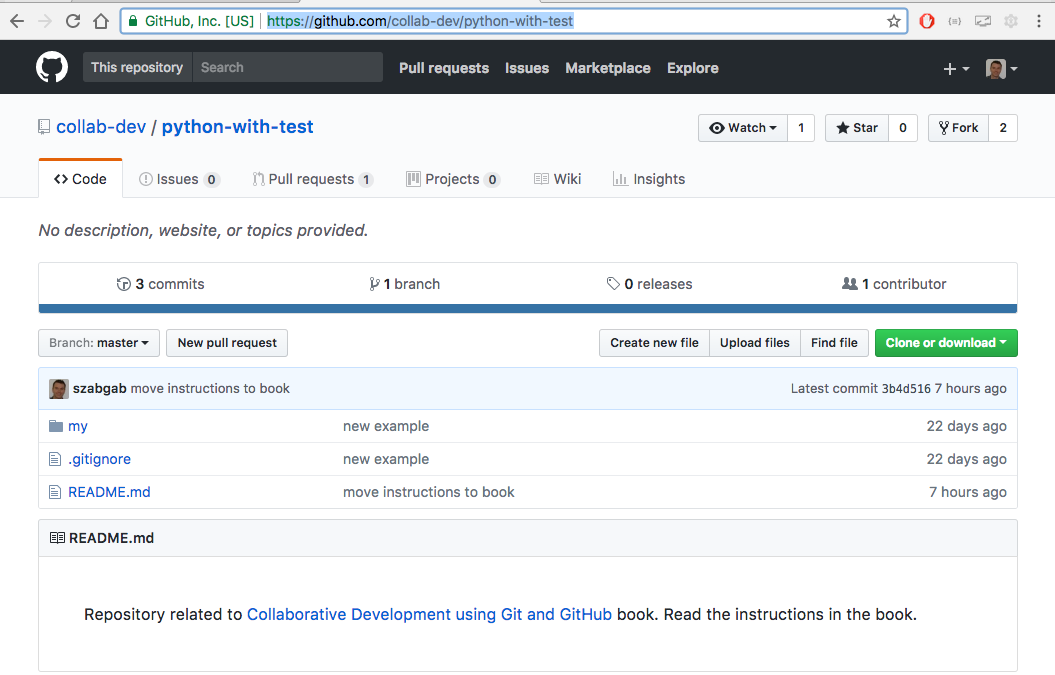 GitHub, Inc. [US] https://github.com/collab-dev/python-with-test
This repository Search Pull requests Issues Marketplace Explore
collab-dev / python-with-test Watch 1 Star 0 Fork 2
Code Issues 0 Pull requests 1 Projects 0 Wiki Insights
No description, website, or topics provided.
3 commits 1 branch 0 releases 1 contributor
Branch: master New pull request Create new file Upload files Find file Clone or download
szabgab move instructions to book Latest commit 3b4d516 7 hours ago
my new example 22 days ago
.gitignore new example 22 days ago
README.md move instructions to book 7 hours ago
README.md
Repository related to Collaborative Development using Git and GitHub book. Read the instructions in the book.